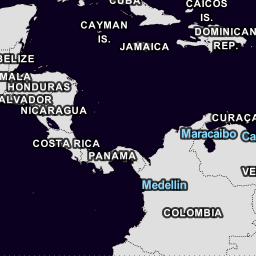 CUBA
CAICOS
IS.
CAYMAN
IS.
DOMINICAN
REP.
JAMAICA
BELIZE
MALA
HONDURAS
ALVADOR
NICARAGUA
CURAÇA
Maracaibo
Ca
COSTA RICA
PANAMA
VE
Medellin
COLOMBIA